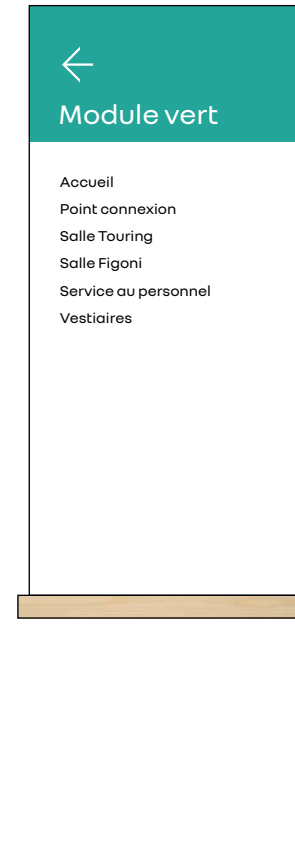 Module vert
Accueil
Point connexion
Salle Touring
Salle Figoni
Service au personnel
Vestiaires